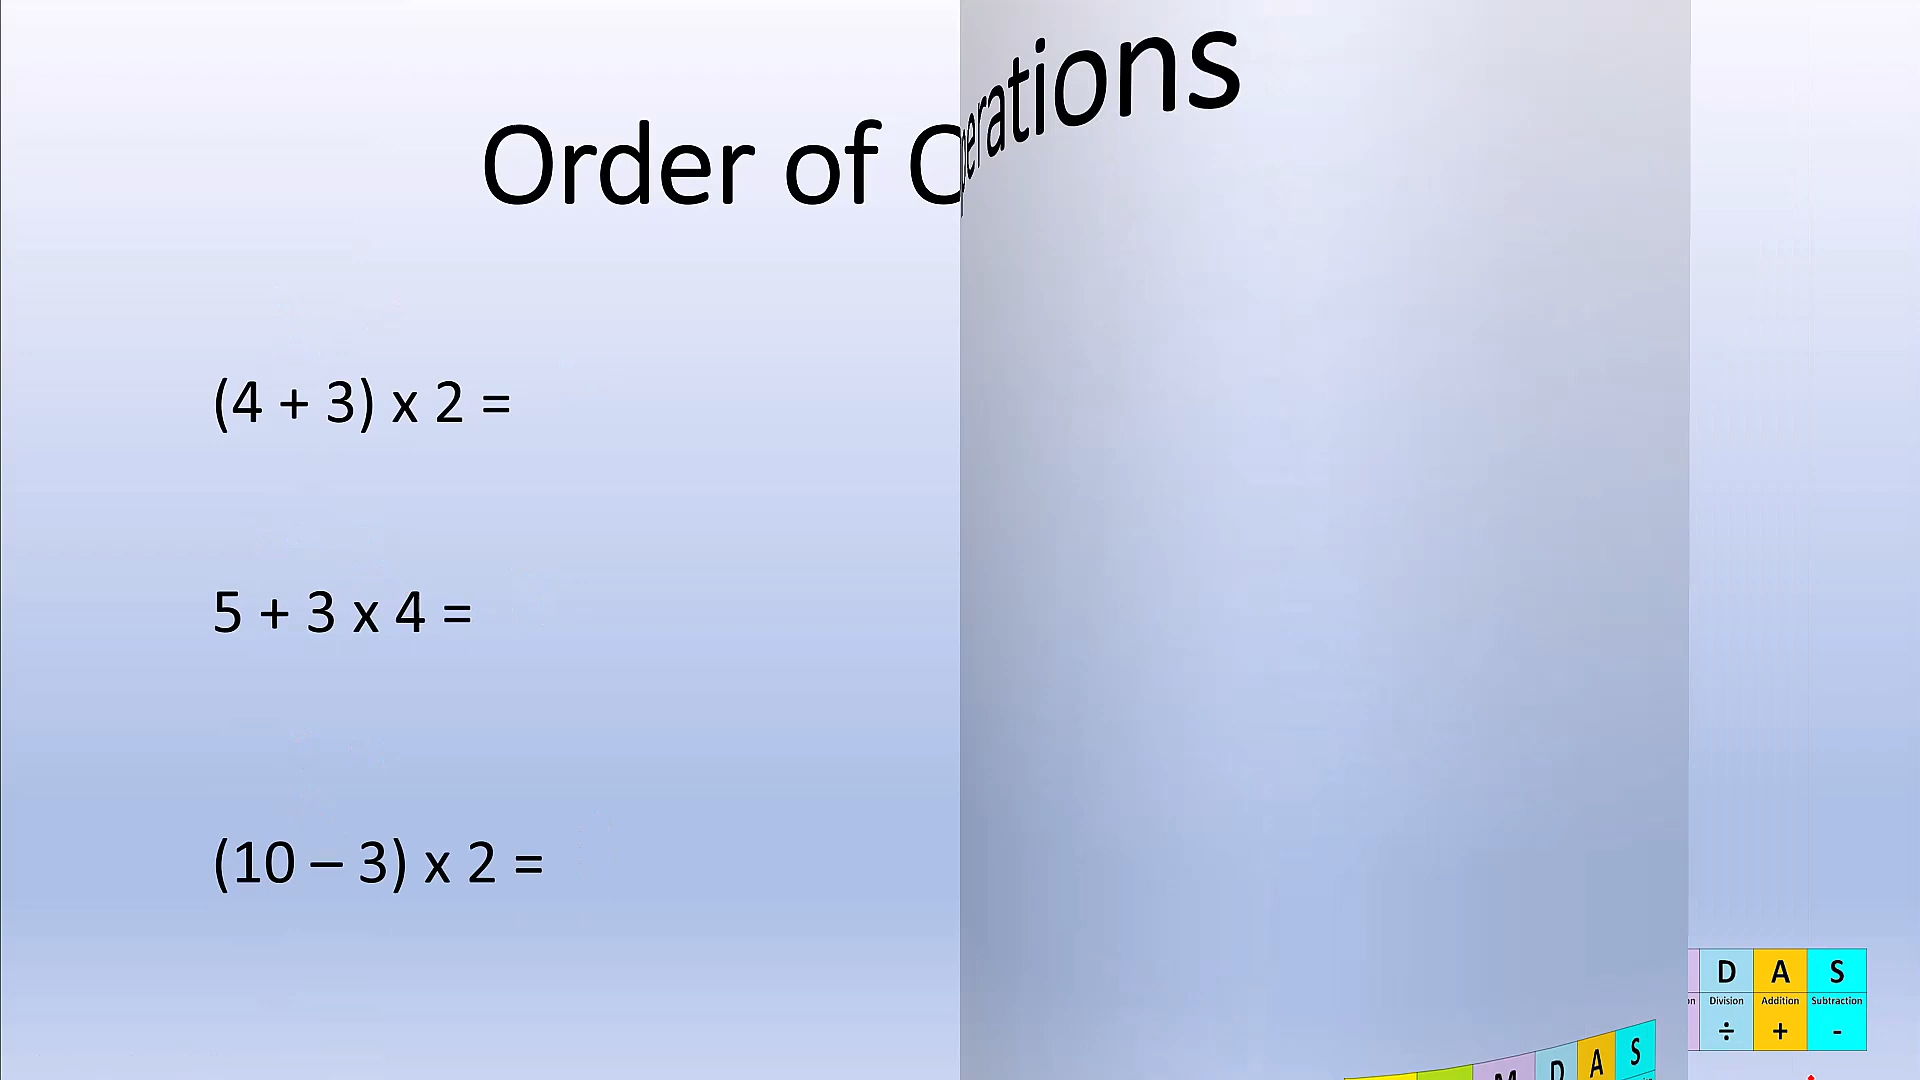 Order of Operations
(4 + 3) x 2 =
5 + 3 x 4 =
(10 – 3) x 2 =
D A S
Division Addition Subtraction
÷ + -
M D A S